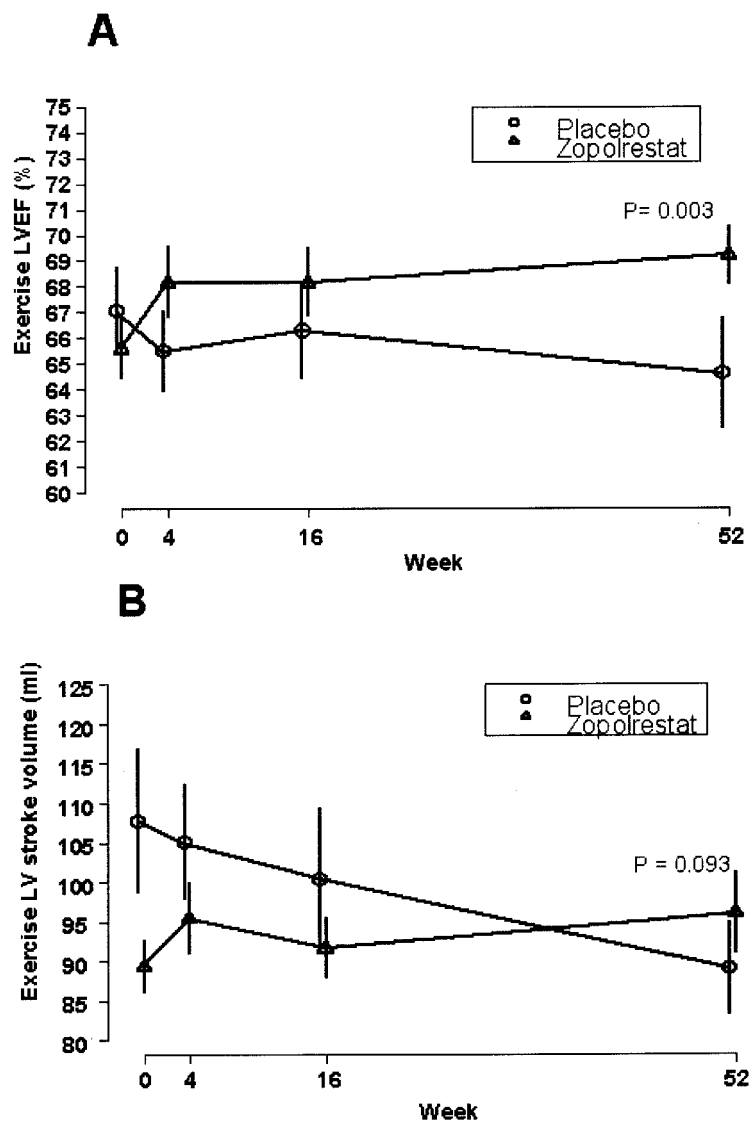 A
Exercise LVEF (%)
75
74
73
72
71
70
69
68
67
66
65
64
63
62
61
60
Placebo
Zopolrestat
P= 0.003
0 4 16 52
Week
B
Exercise LV stroke volume (ml)
125
120
115
110
105
100
95
90
85
80
Placebo
Zopolrestat
P = 0.093
0 4 16 52
Week